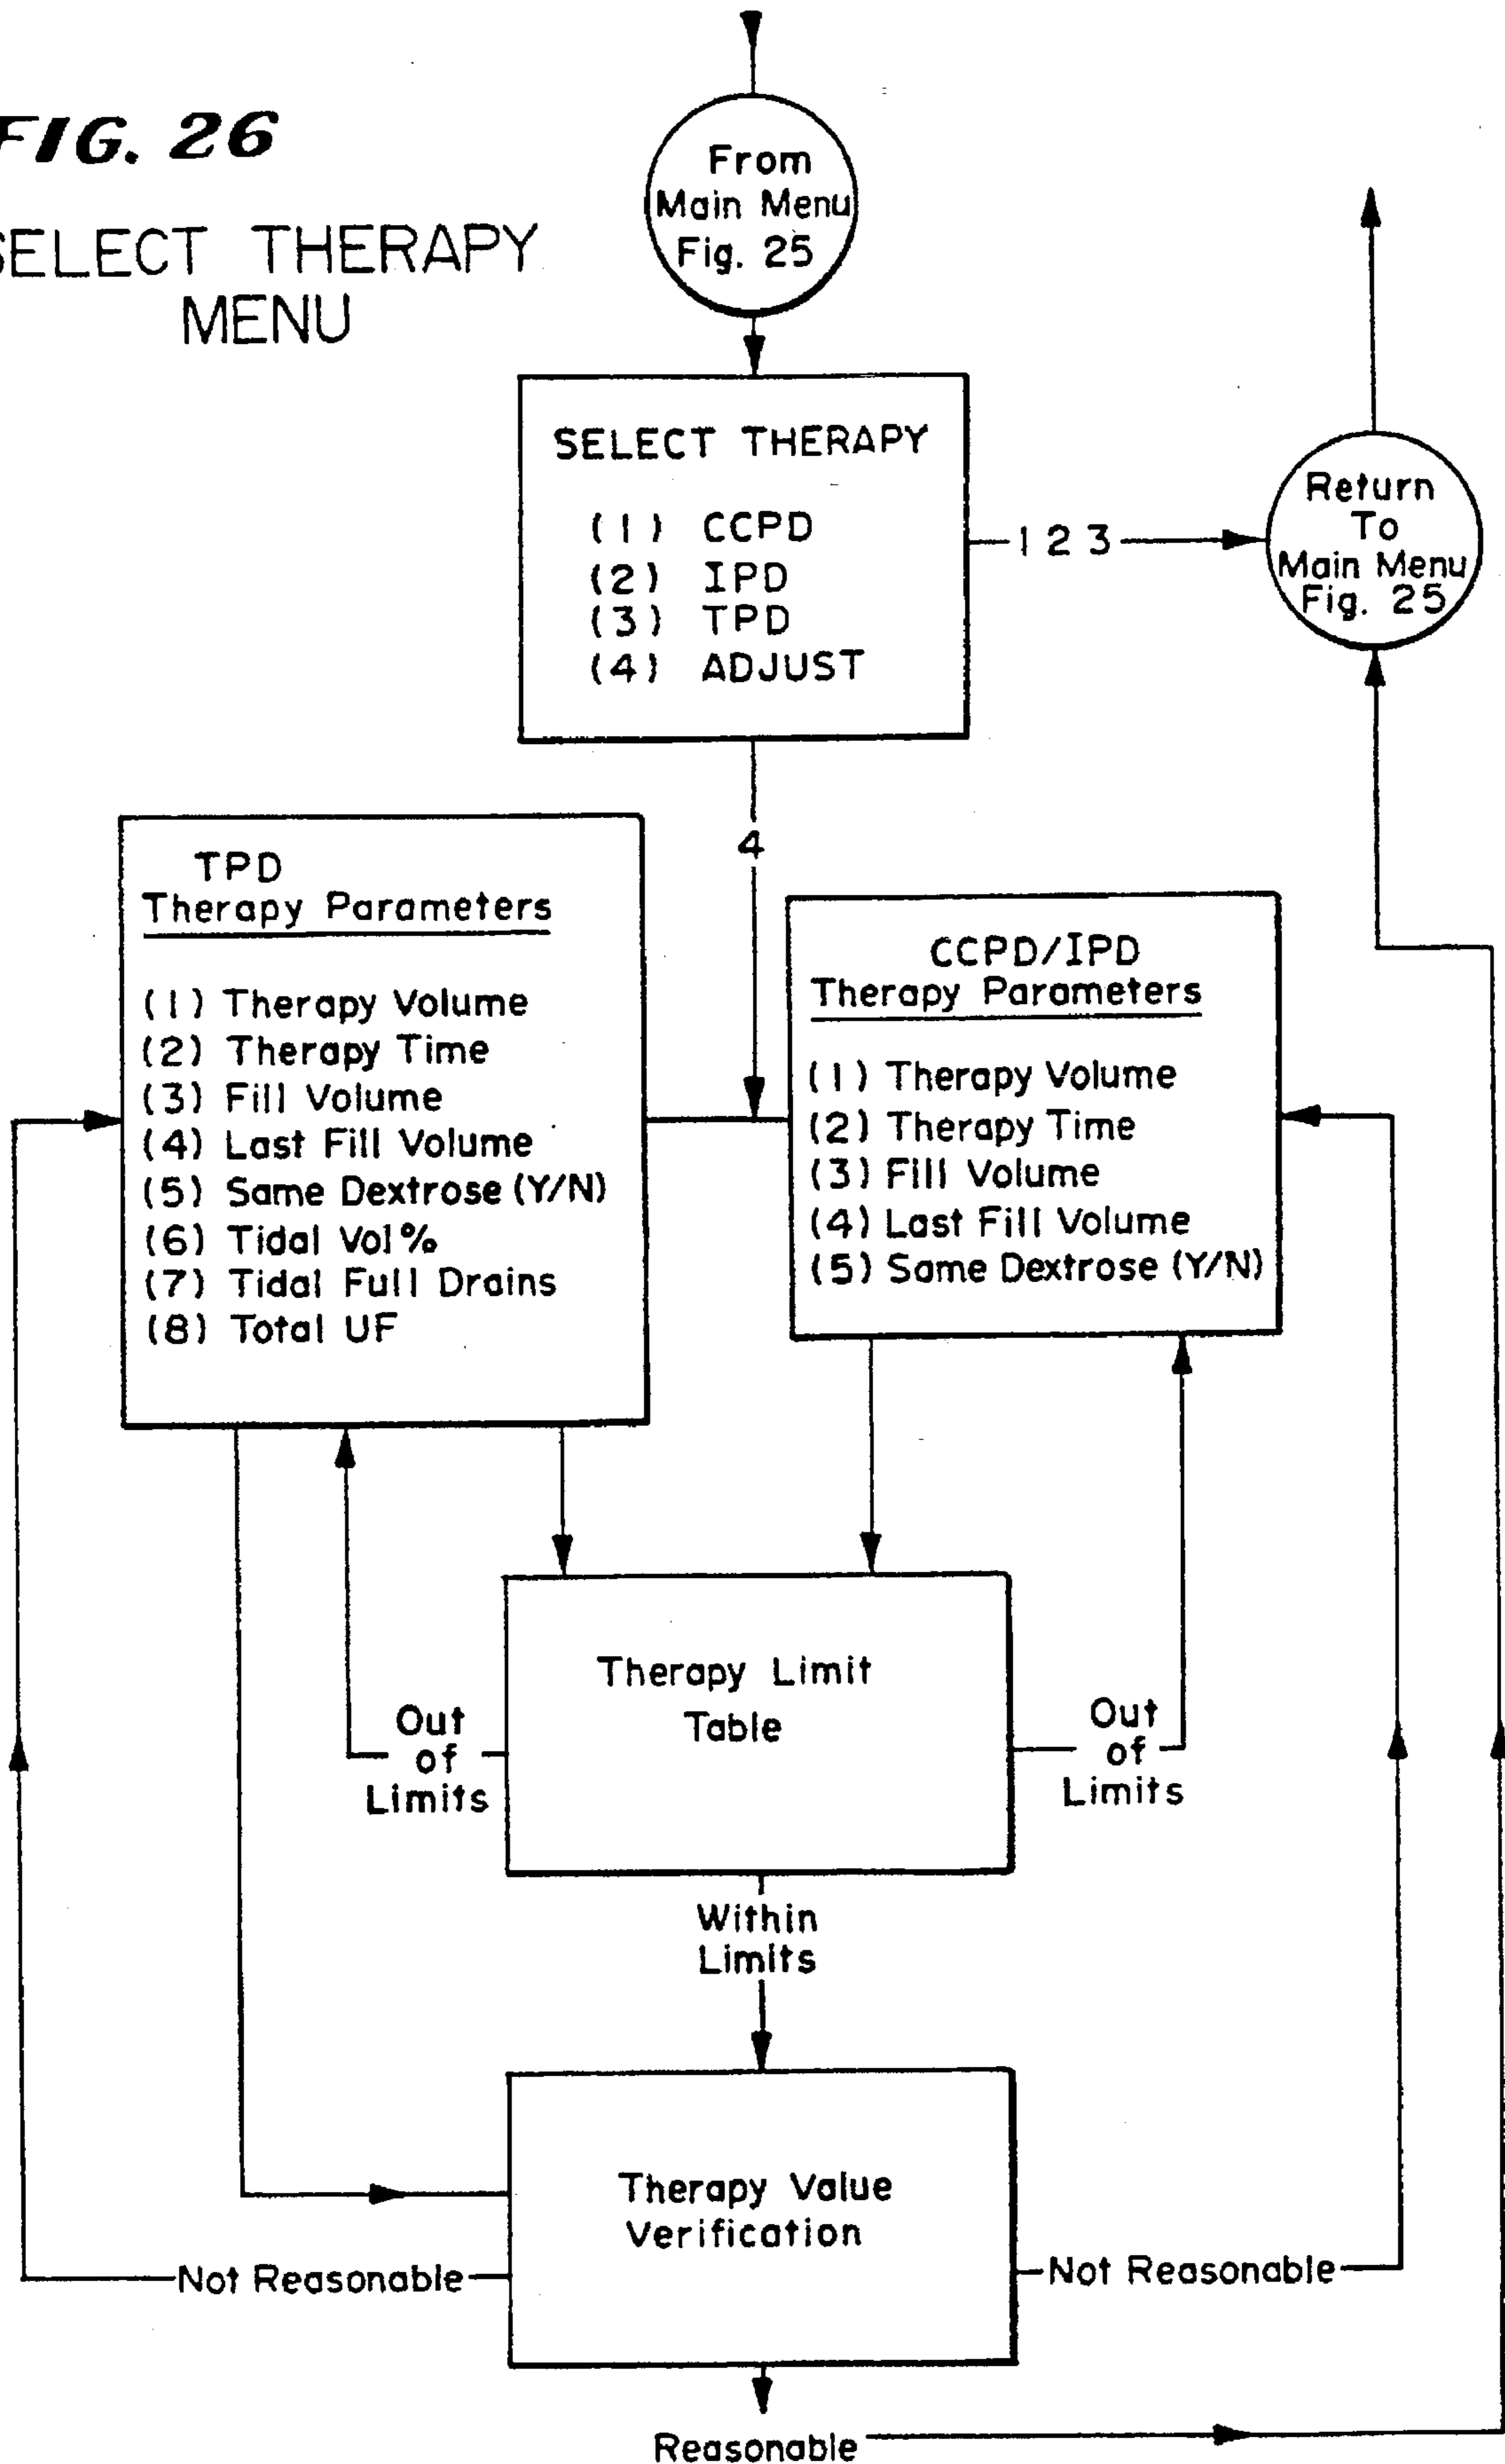 FIG. 26
SELECT THERAPY
MENU
From
Main Menu
Fig. 25
SELECT THERAPY
(1) CCPD
(2) IPD
(3) TPD
(4) ADJUST
1 2 3
Return
To
Main Menu
Fig. 25
4
TPD
Therapy Parameters
(1) Therapy Volume
(2) Therapy Time
(3) Fill Volume
(4) Last Fill Volume
(5) Same Dextrose (Y/N)
(6) Tidal Vol%
(7) Tidal Full Drains
(8) Total UF
CCPD/IPD
Therapy Parameters
(1) Therapy Volume
(2) Therapy Time
(3) Fill Volume
(4) Last Fill Volume
(5) Same Dextrose (Y/N)
Out
of
Limits
Therapy Limit
Table
Out
of
Limits
Within
Limits
Therapy Value
Verification
Not Reasonable
Not Reasonable
Reasonable